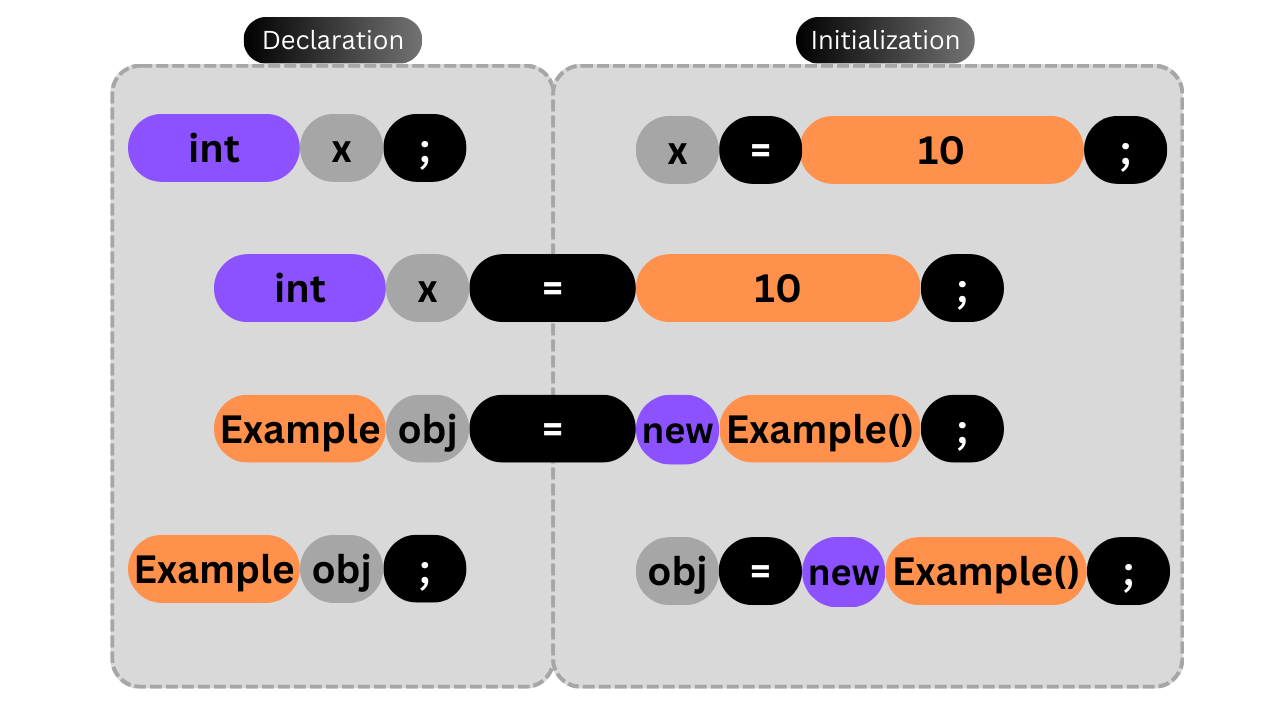 Declaration Initialization
int x ; x = 10 ;
int x = 10 ;
Example obj = new Example() ;
Example obj ; obj = new Example() ;